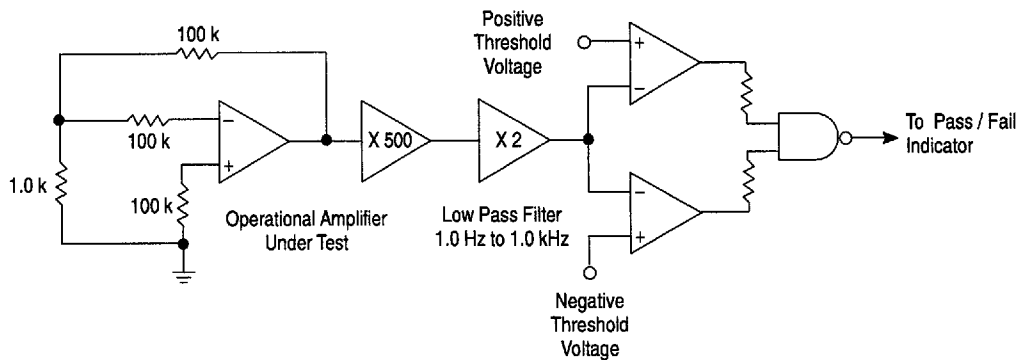 100 k
Positive
Threshold
Voltage
+
−
100 k
−
+
X 500
X 2
To Pass / Fail
Indicator
1.0 k
100 k
Operational Amplifier
Under Test
Low Pass Filter
1.0 Hz to 1.0 kHz
−
+
Negative
Threshold
Voltage